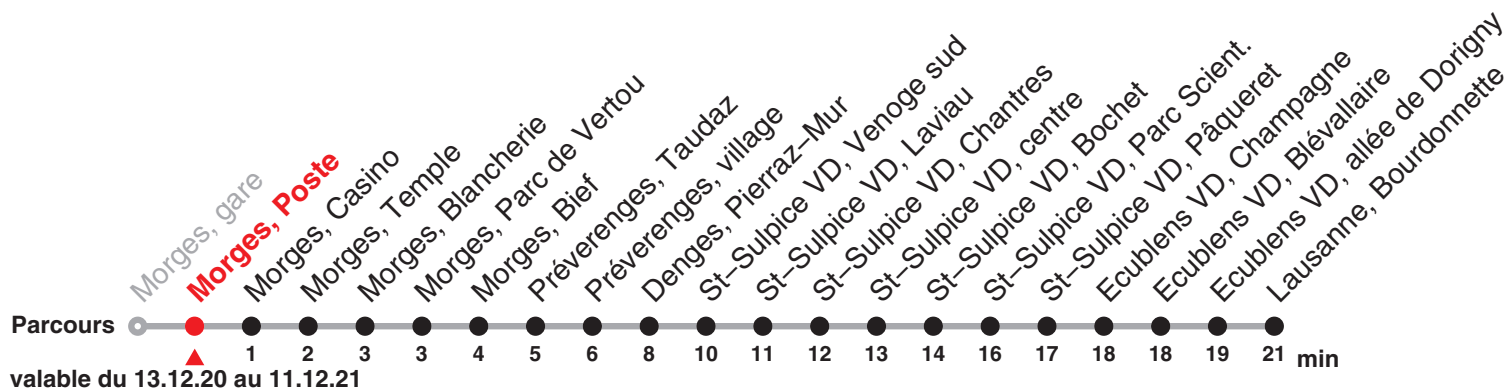 Morges, gare
Morges, Poste
Morges, Casino
Morges, Temple
Morges, Blancherie
Morges, Parc de Vertou
Morges, Bief
Préverenges, Taudaz
Préverenges, village
Denges, Pierraz–Mur
St–Sulpice VD, Venoge sud
St–Sulpice VD, Laviau
St–Sulpice VD, Chantres
St–Sulpice VD, centre
St–Sulpice VD, Bochet
St–Sulpice VD, Parc Scient.
St–Sulpice VD, Pâqueret
Ecublens VD, Champagne
Ecublens VD, Blévallaire
Ecublens VD, allée de Dorigny
Lausanne, Bourdonnette
Parcours
1 2 3 3 4 5 6 8 10 11 12 13 14 16 17 18 18 19 21 min
valable du 13.12.20 au 11.12.21